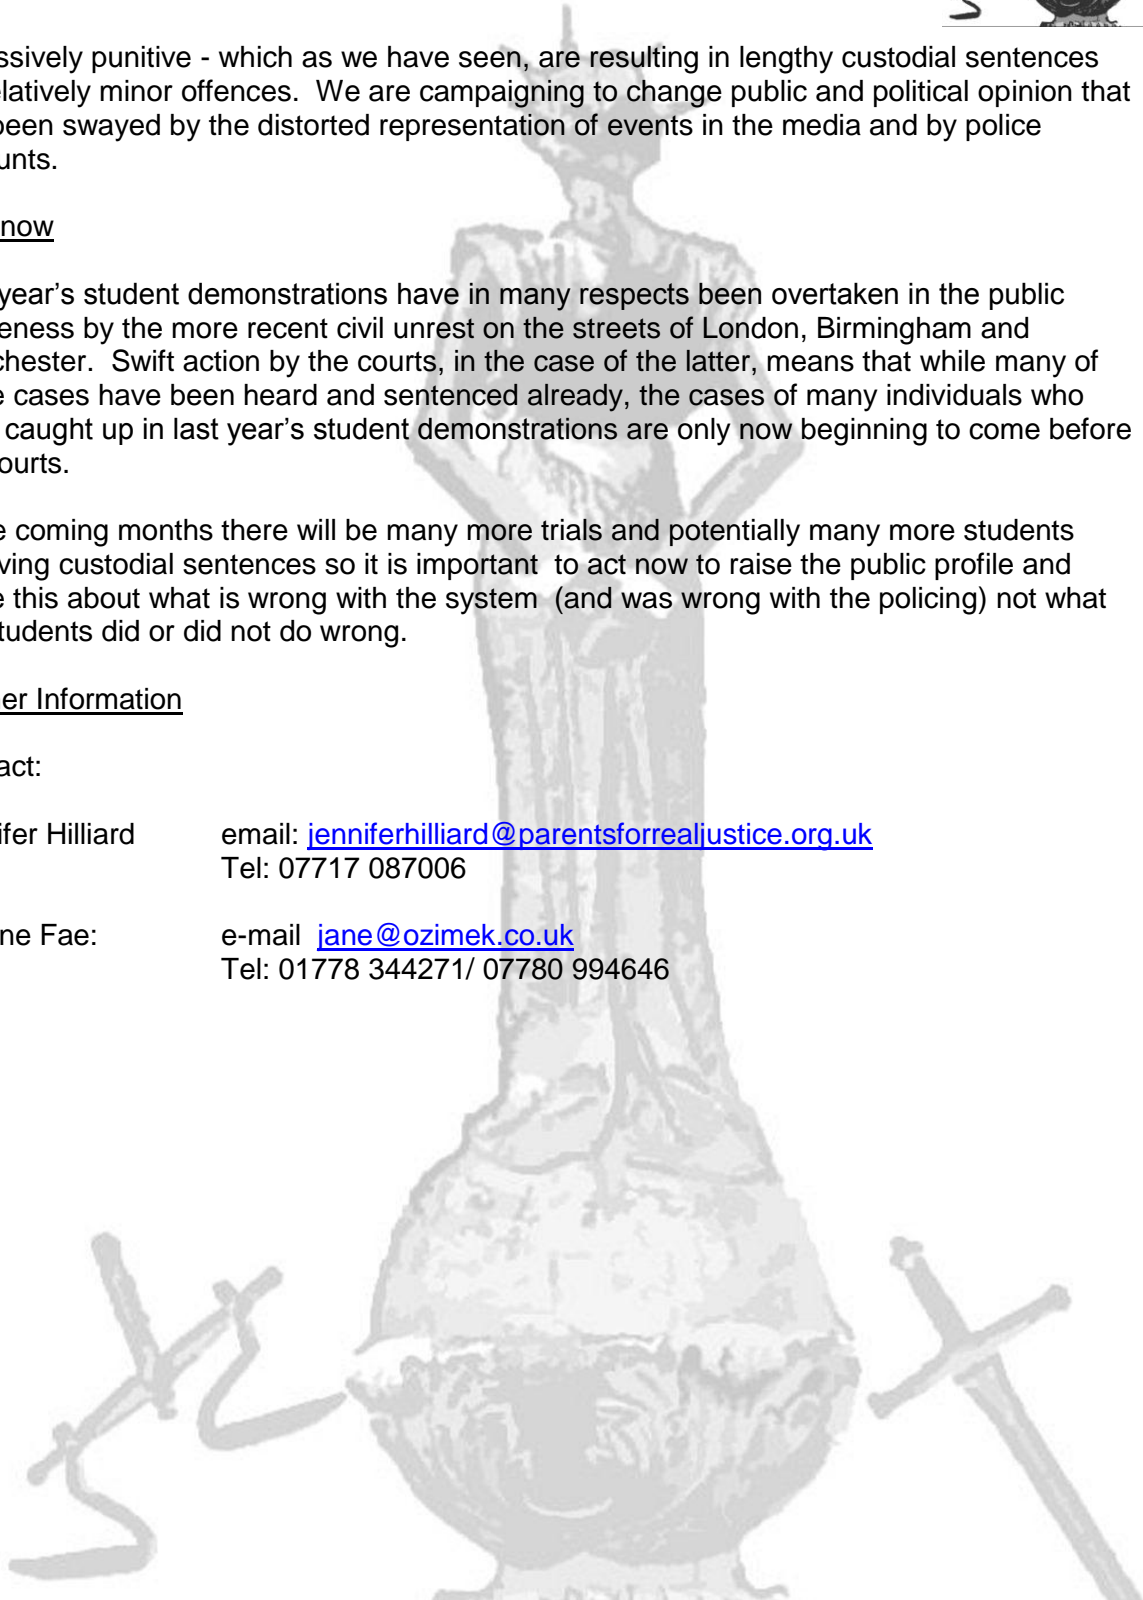 ssively punitive - which as we have seen, are resulting in lengthy custodial sentences
elatively minor offences.  We are campaigning to change public and political opinion that
been swayed by the distorted representation of events in the media and by police
unts.
now
year's student demonstrations have in many respects been overtaken in the public
eness by the more recent civil unrest on the streets of London, Birmingham and
chester.  Swift action by the courts, in the case of the latter, means that while many of
e cases have been heard and sentenced already, the cases of many individuals who
caught up in last year's student demonstrations are only now beginning to come before
ourts.
e coming months there will be many more trials and potentially many more students
ving custodial sentences so it is important  to act now to raise the public profile and
e this about what is wrong with the system  (and was wrong with the policing) not what
tudents did or did not do wrong.
er Information
act:
ifer Hilliard email: jenniferhilliard@parentsforrealjustice.org.uk
Tel: 07717 087006
ne Fae: e-mail  jane@ozimek.co.uk
Tel: 01778 344271/ 07780 994646